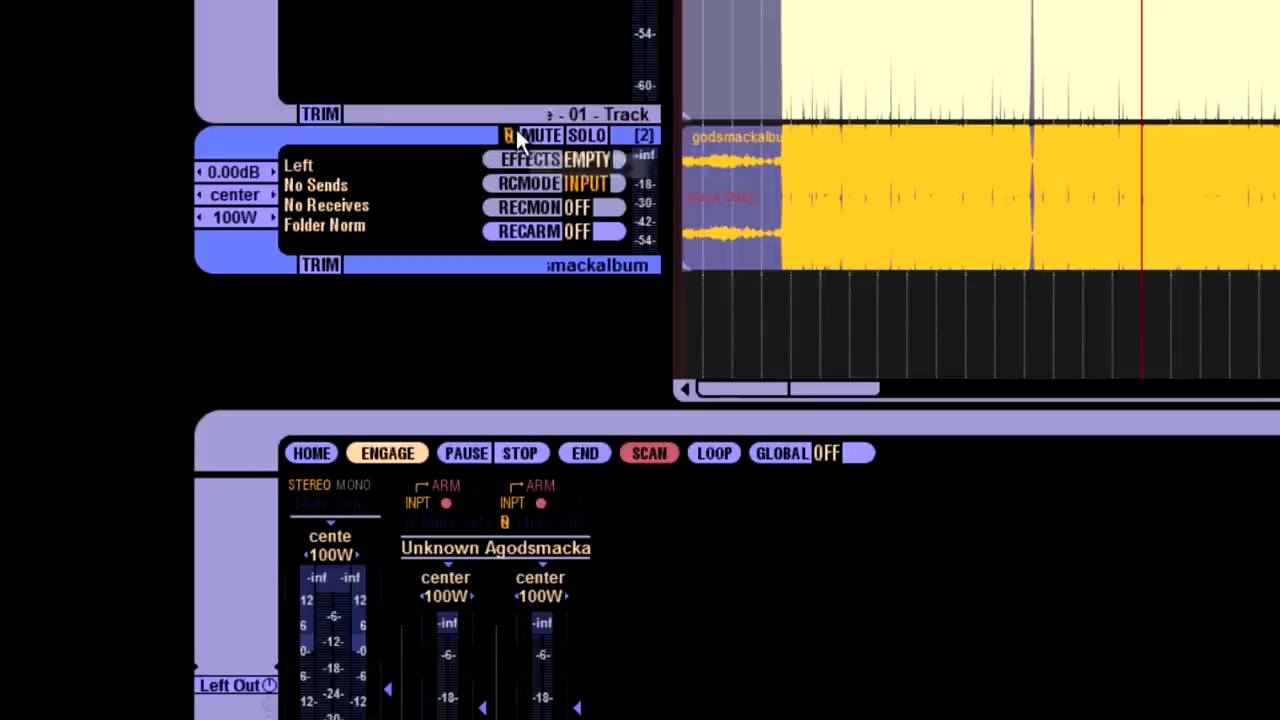 -54-
-60-
TRIM
- 01 - Track
MUTE SOLO [2]
godsmackalbu
Left
EFFECTS EMPTY
-inf
0.00dB
No Sends
RCMODE INPUT
-18-
center
No Receives
RECMON OFF
-30-
100W
Folder Norm
-42-
RECARM OFF
-54-
TRIM
smackalbum
HOME ENGAGE PAUSE STOP END SCAN LOOP GLOBAL OFF
STEREO MONO
ARM ARM
INPT INPT
Mute Solo
Unknown A godsmacka
cente
100W
center center
100W 100W
-inf -inf
-inf -inf
12 12
-6-
6 6
-12-
0- -0
-6- -6-
-18-
6- -6
Left Out
-24-
12- -12
-18- -18-
-30-